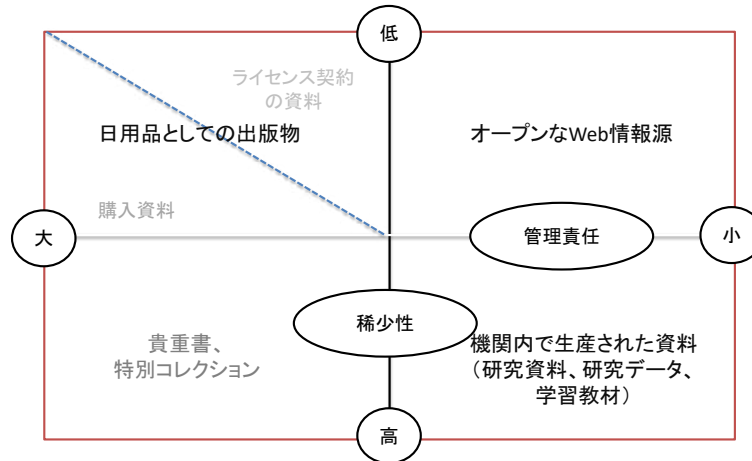 低
ライセンス契約
の資料
日用品としての出版物
オープンなWeb情報源
購入資料
大
管理責任
小
稀少性
貴重書、
特別コレクション
機関内で生産された資料
（研究資料、研究データ、
学習教材）
高